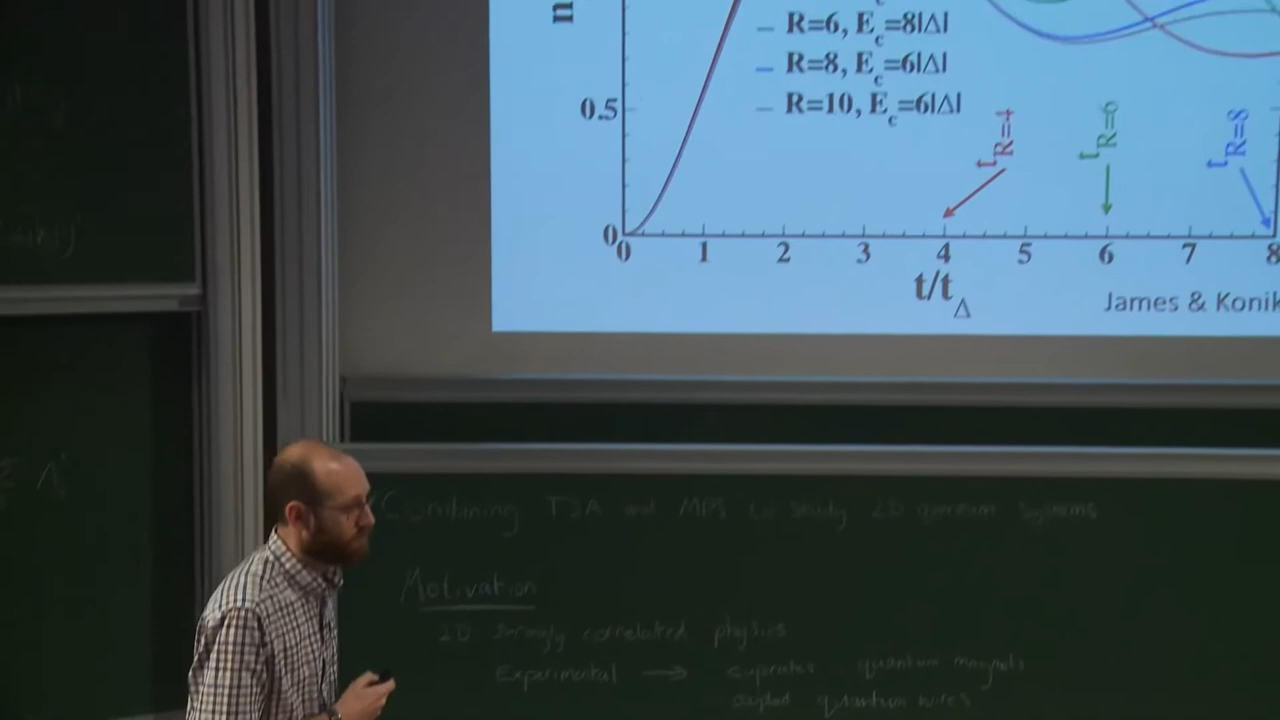 n
R=6, E_c=8|Δ|
R=8, E_c=6|Δ|
R=10, E_c=6|Δ|
0.5
t_R=4
t_R=6
t_R=8
0
0 1 2 3 4 5 6 7 8
t/t_Δ
James & Konik
Combining TSA and MPS to study 2D quantum systems
Motivation
2D strongly correlated physics
Experimental → cuprates quantum magnets
coupled quantum wires